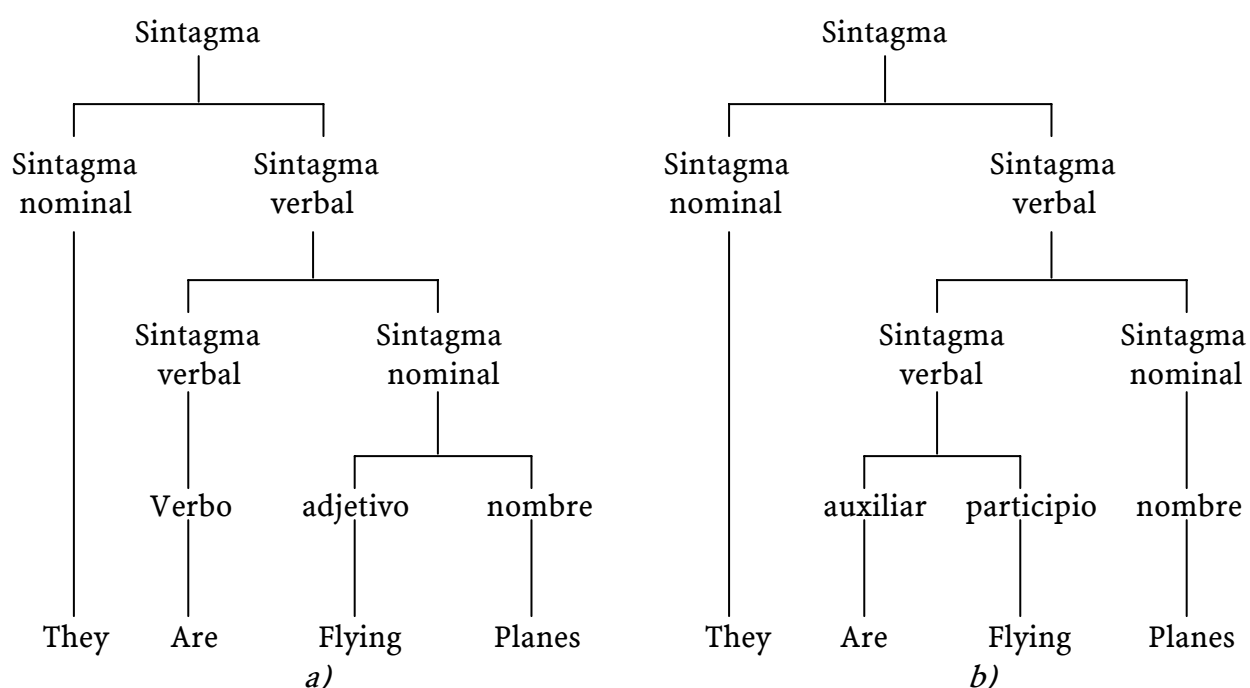 Sintagma Sintagma
Sintagma Sintagma Sintagma Sintagma
nominal verbal nominal verbal
Sintagma Sintagma Sintagma Sintagma
verbal nominal verbal nominal
Verbo adjetivo nombre auxiliar participio nombre
They Are Flying Planes They Are Flying Planes
a) b)